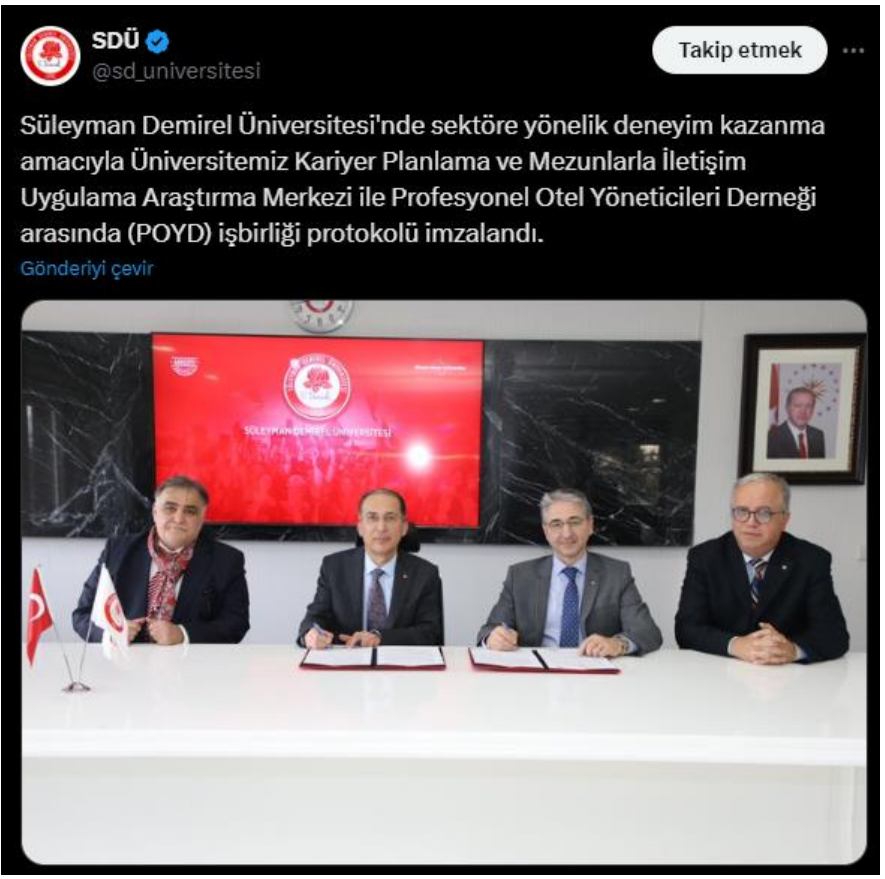 SDÜ
Takip etmek
@sd_universitesi
Süleyman Demirel Üniversitesi'nde sektöre yönelik deneyim kazanma
amacıyla Üniversitemiz Kariyer Planlama ve Mezunlarla İletişim
Uygulama Araştırma Merkezi ile Profesyonel Otel Yöneticileri Derneği
arasında (POYD) işbirliği protokolü imzalandı.
Gönderiyi çevir
SÜLEYMAN DEMİREL ÜNİVERSİTESİ